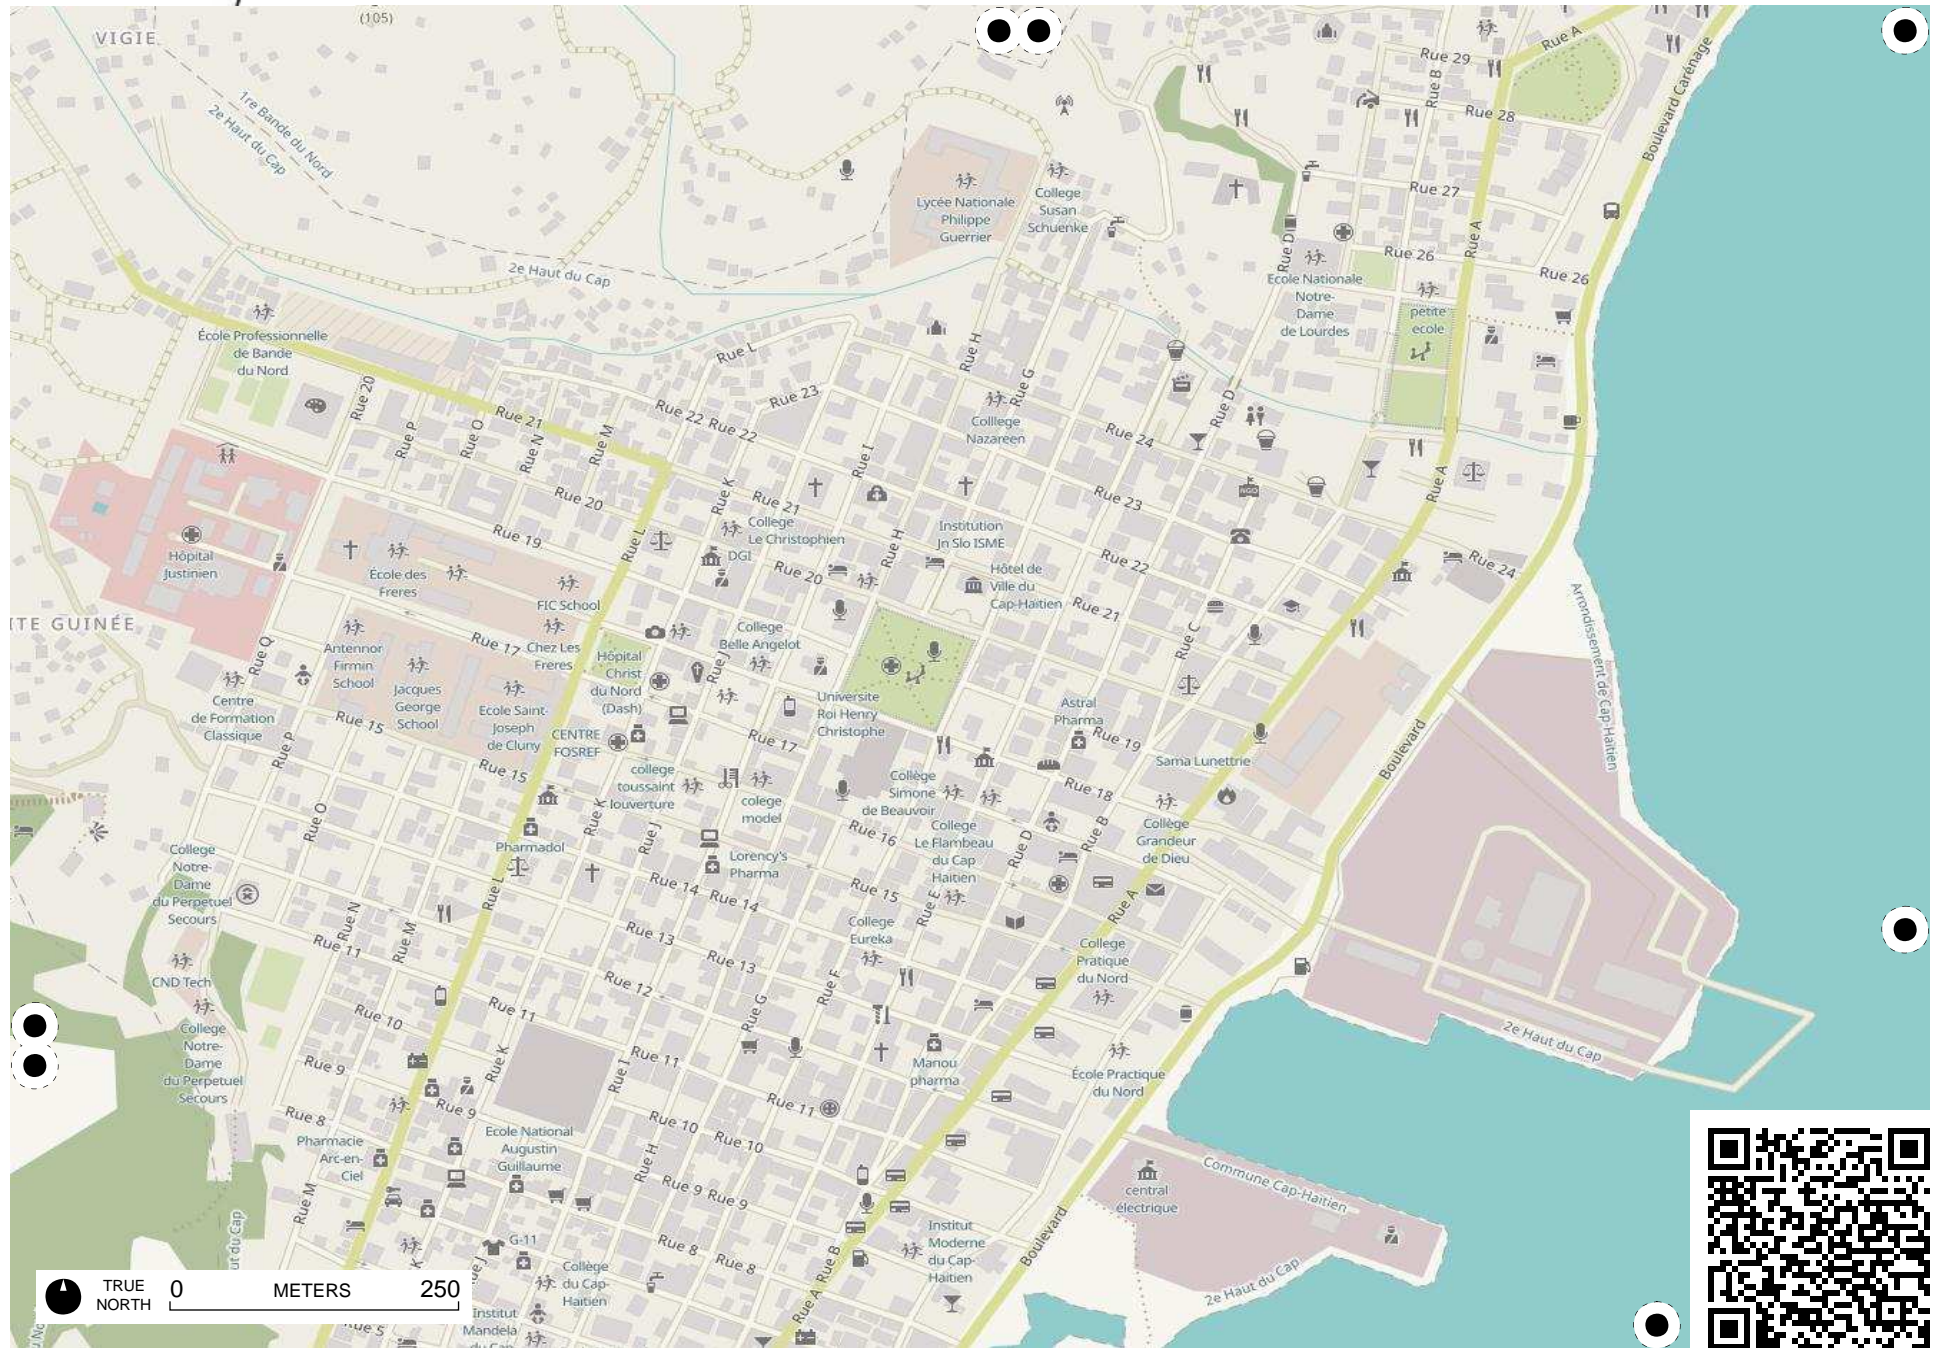 (105)
VIGIE
1re Bande du Nord
2e Haut du Cap
Rue A
Rue 29
Rue B
Rue 28
Boulevard Carénage
Lycée Nationale
Philippe
Guerrier
College
Susan
Schuenke
Rue 27
Rue A
Rue D
Rue 26
Rue 26
2e Haut du Cap
Ecole Nationale
Notre-
Dame
de Lourdes
petite
ecole
École Professionnelle
de Bande
du Nord
Rue L
Rue H
Rue G
Rue 20
Rue 23
Rue D
Rue 21
Rue 22
Rue 22
Colllege
Nazareen
Rue P
Rue O
Rue N
Rue M
Rue I
Rue 24
Rue A
Rue K
Rue 20
Rue 21
Rue 23
NGO
Rue 19
Rue L
College
Le Christophien
Institution
Jn Slo ISME
Rue H
DGI
Hôpital
Justinien
École des
Freres
FIC School
Rue 20
Hôtel de
Ville du
Cap-Haïtien
Rue 22
Rue 24
Rue 21
Arrondissement de Cap-Haïtien
ITE GUINÉE
Rue Q
Antennor
Firmin
School
Rue 17
Chez Les
Freres
College
Belle Angelot
Rue C
Hôpital
Christ
du Nord
(Dash)
Rue J
Centre
de Formation
Classique
Jacques
George
School
Ecole Saint-
Joseph
de Cluny
Universite
Roi Henry
Christophe
Astral
Pharma
Rue 15
Rue P
CENTRE
FOSREF
Rue 17
Rue 19
Boulevard
Sama Lunettrie
Rue 15
college
toussaint
louverture
colege
model
Collège
Simone
de Beauvoir
Rue 18
Rue O
Rue K
Rue J
Rue 16
Rue D
Rue B
Collège
Grandeur
de Dieu
Pharmadol
College
Le Flambeau
du Cap
Haitien
College
Notre-
Dame
du Perpetuel
Secours
Lorency's
Pharma
Rue L
Rue 14
Rue 14
Rue 15
Rue E
Rue A
Rue N
Rue M
College
Eureka
Rue 11
Rue 13
Rue 13
College
Pratique
du Nord
CND Tech
Rue 12
Rue F
Rue 11
Rue 10
Rue G
2e Haut du Cap
College
Notre-
Dame
du Perpetuel
Secours
Rue 9
Rue K
Rue 11
Rue I
Manou
pharma
École Practique
du Nord
Rue 8
Rue 9
Rue 11
Rue 10
Rue 10
Pharmacie
Arc-en-
Ciel
Ecole National
Augustin
Guillaume
Rue H
Commune Cap-Haïtien
central
électrique
Rue M
Rue 9
Rue 9
ut du Cap
G-11
Rue 8
Rue 8
Institut
Moderne
du Cap-
Haitien
Boulevard
2e Haut du Cap
Rue B
Rue A
Collège
du Cap-
Haitien
TRUE
NORTH
0
METERS
250
Institut
Mandela
du Cap
Rue 5